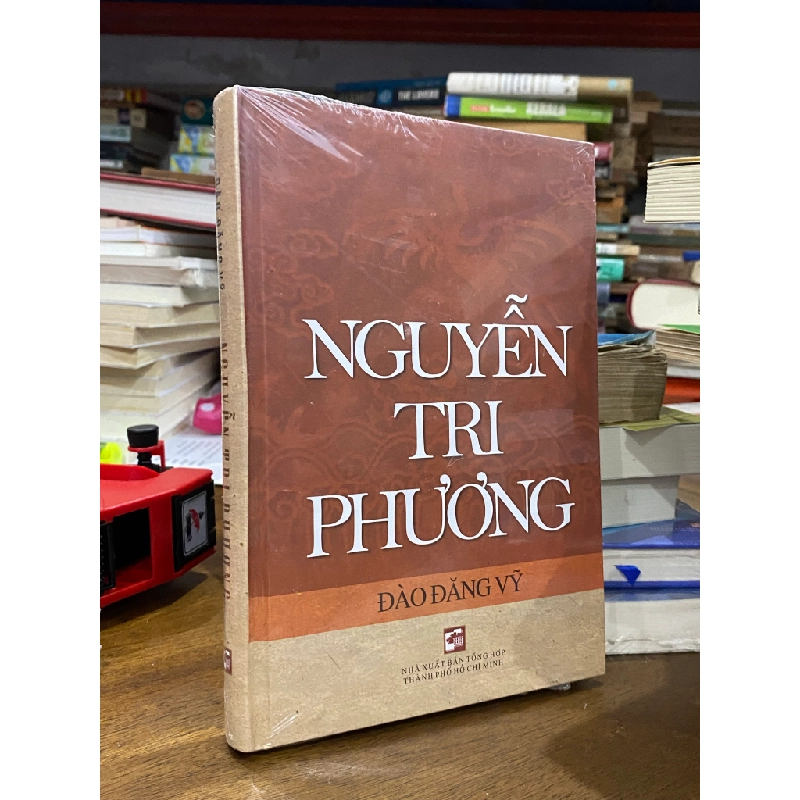 NGUYỄN
TRI
PHƯƠNG
ĐÀO ĐĂNG VỸ
NHÀ XUẤT BẢN TỔNG HỢP
THÀNH PHỐ HỒ CHÍ MINH